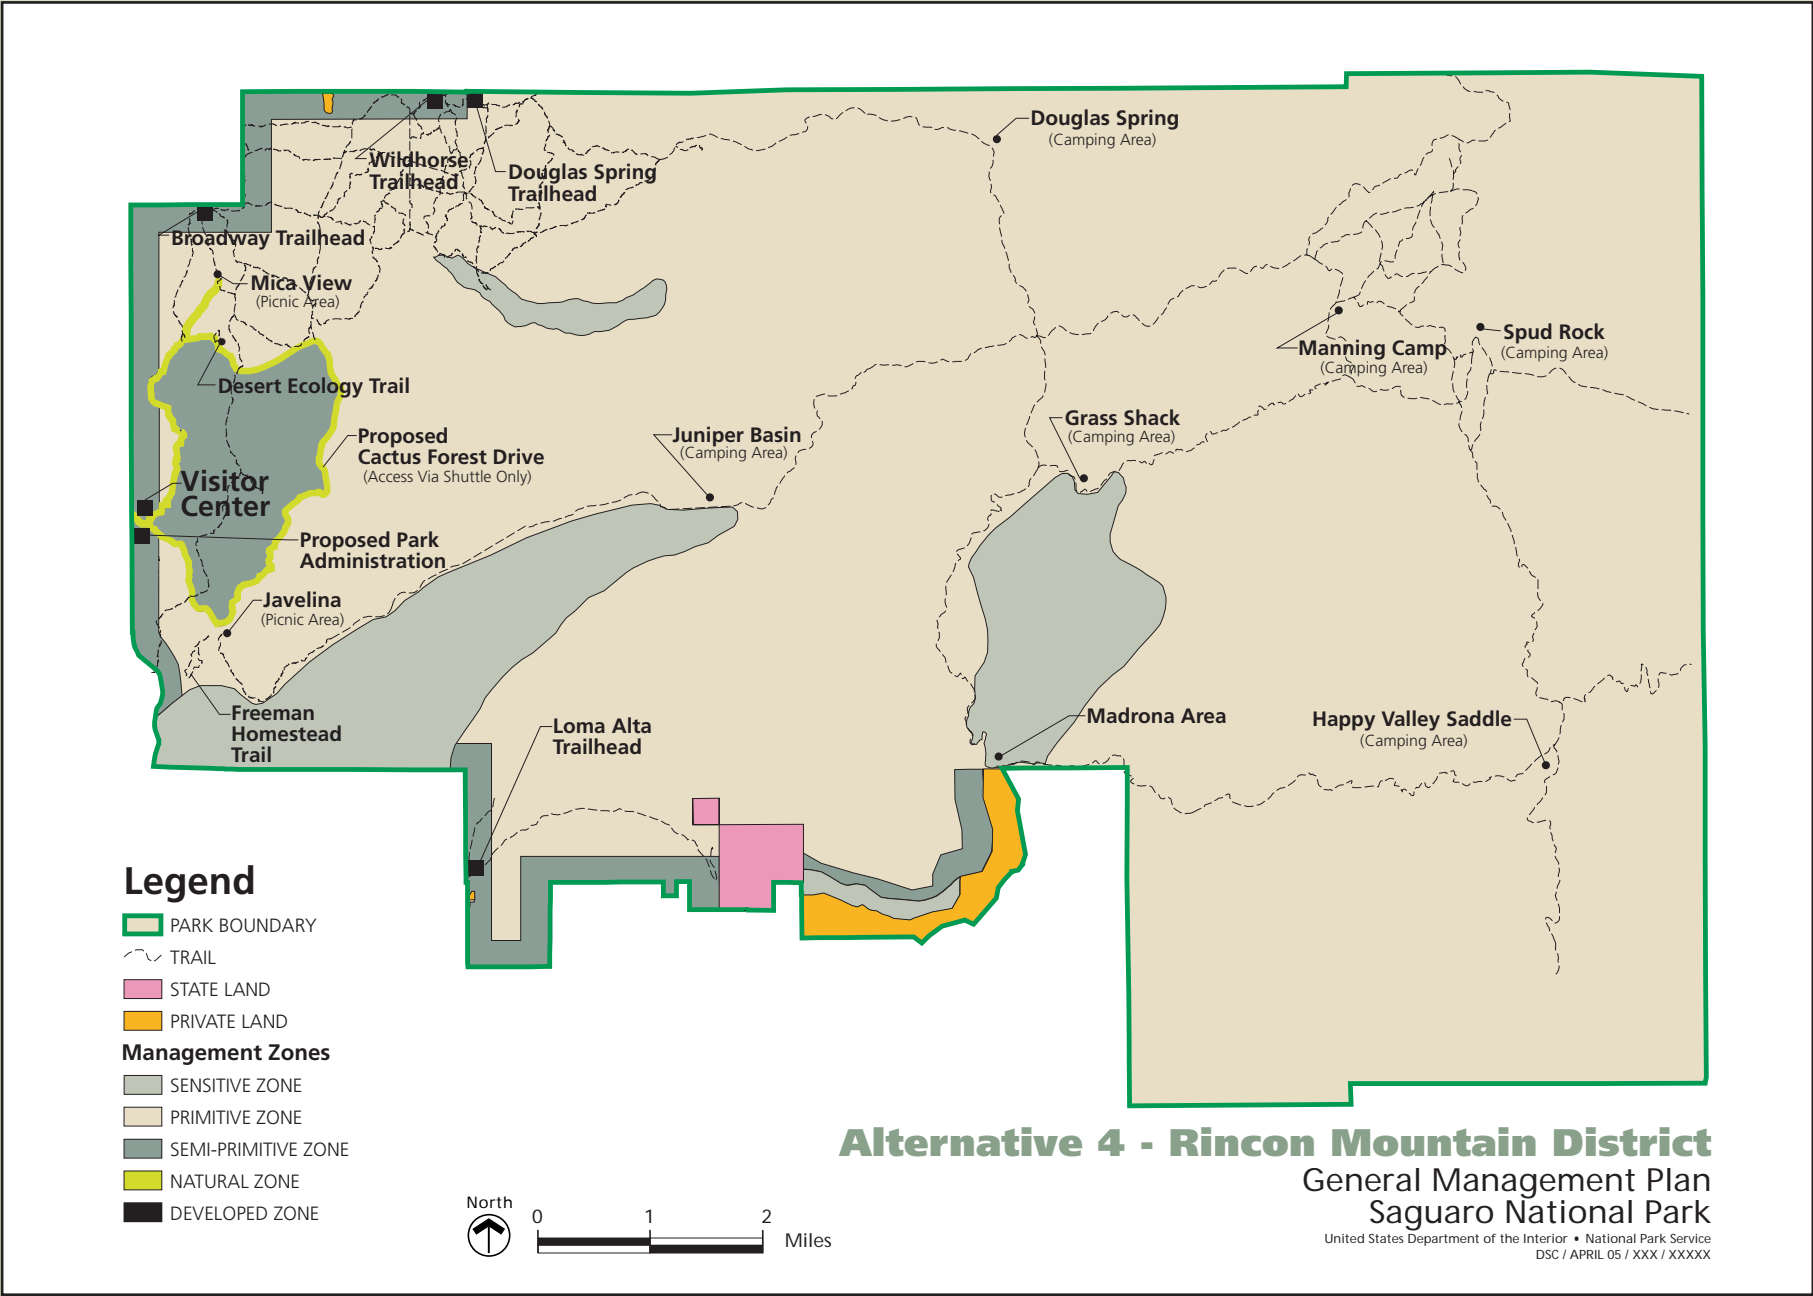 Douglas Spring
(Camping Area)
Wildhorse
Trailhead
Douglas Spring
Trailhead
Broadway Trailhead
Mica View
(Picnic Area)
Spud Rock
(Camping Area)
Manning Camp
(Camping Area)
Desert Ecology Trail
Grass Shack
(Camping Area)
Juniper Basin
(Camping Area)
Proposed
Cactus Forest Drive
(Access Via Shuttle Only)
Visitor
Center
Proposed Park
Administration
Javelina
(Picnic Area)
Freeman
Homestead
Trail
Loma Alta
Trailhead
Madrona Area
Happy Valley Saddle
(Camping Area)
Legend
PARK BOUNDARY
TRAIL
STATE LAND
PRIVATE LAND
Management Zones
SENSITIVE ZONE
PRIMITIVE ZONE
SEMI-PRIMITIVE ZONE
NATURAL ZONE
DEVELOPED ZONE
North
0 1 2
Miles
Alternative 4 - Rincon Mountain District
General Management Plan
Saguaro National Park
United States Department of the Interior • National Park Service
DSC / APRIL 05 / XXX / XXXXX